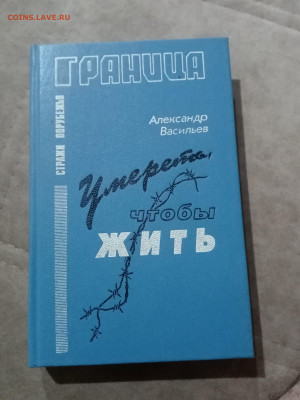 COINS.LAVE.RU
ГРАНИЦА
СТРАЖИ ПОРУБЕЖЬЯ
Александр
Васильев
Умереть,
чтобы
ЖИТЬ